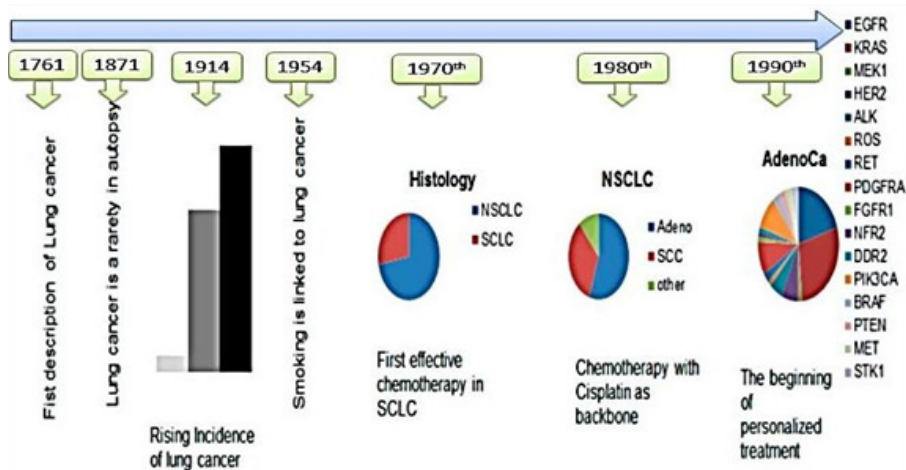 1761
1871
1914
1954
1970th
1980th
1990th
Fist description of Lung cancer
Lung cancer is a rarety in autopsy
Rising Incidence
of lung cancer
Smoking is linked to lung cancer
Histology
NSCLC
SCLC
First effective
chemotherapy in
SCLC
NSCLC
Adeno
SCC
other
Chemotherapy with
Cisplatin as
backbone
AdenoCa
The beginning
of
personalized
treatment
EGFR
KRAS
MEK1
HER2
ALK
ROS
RET
PDGFRA
FGFR1
NFR2
DDR2
PIK3CA
BRAF
PTEN
MET
STK1